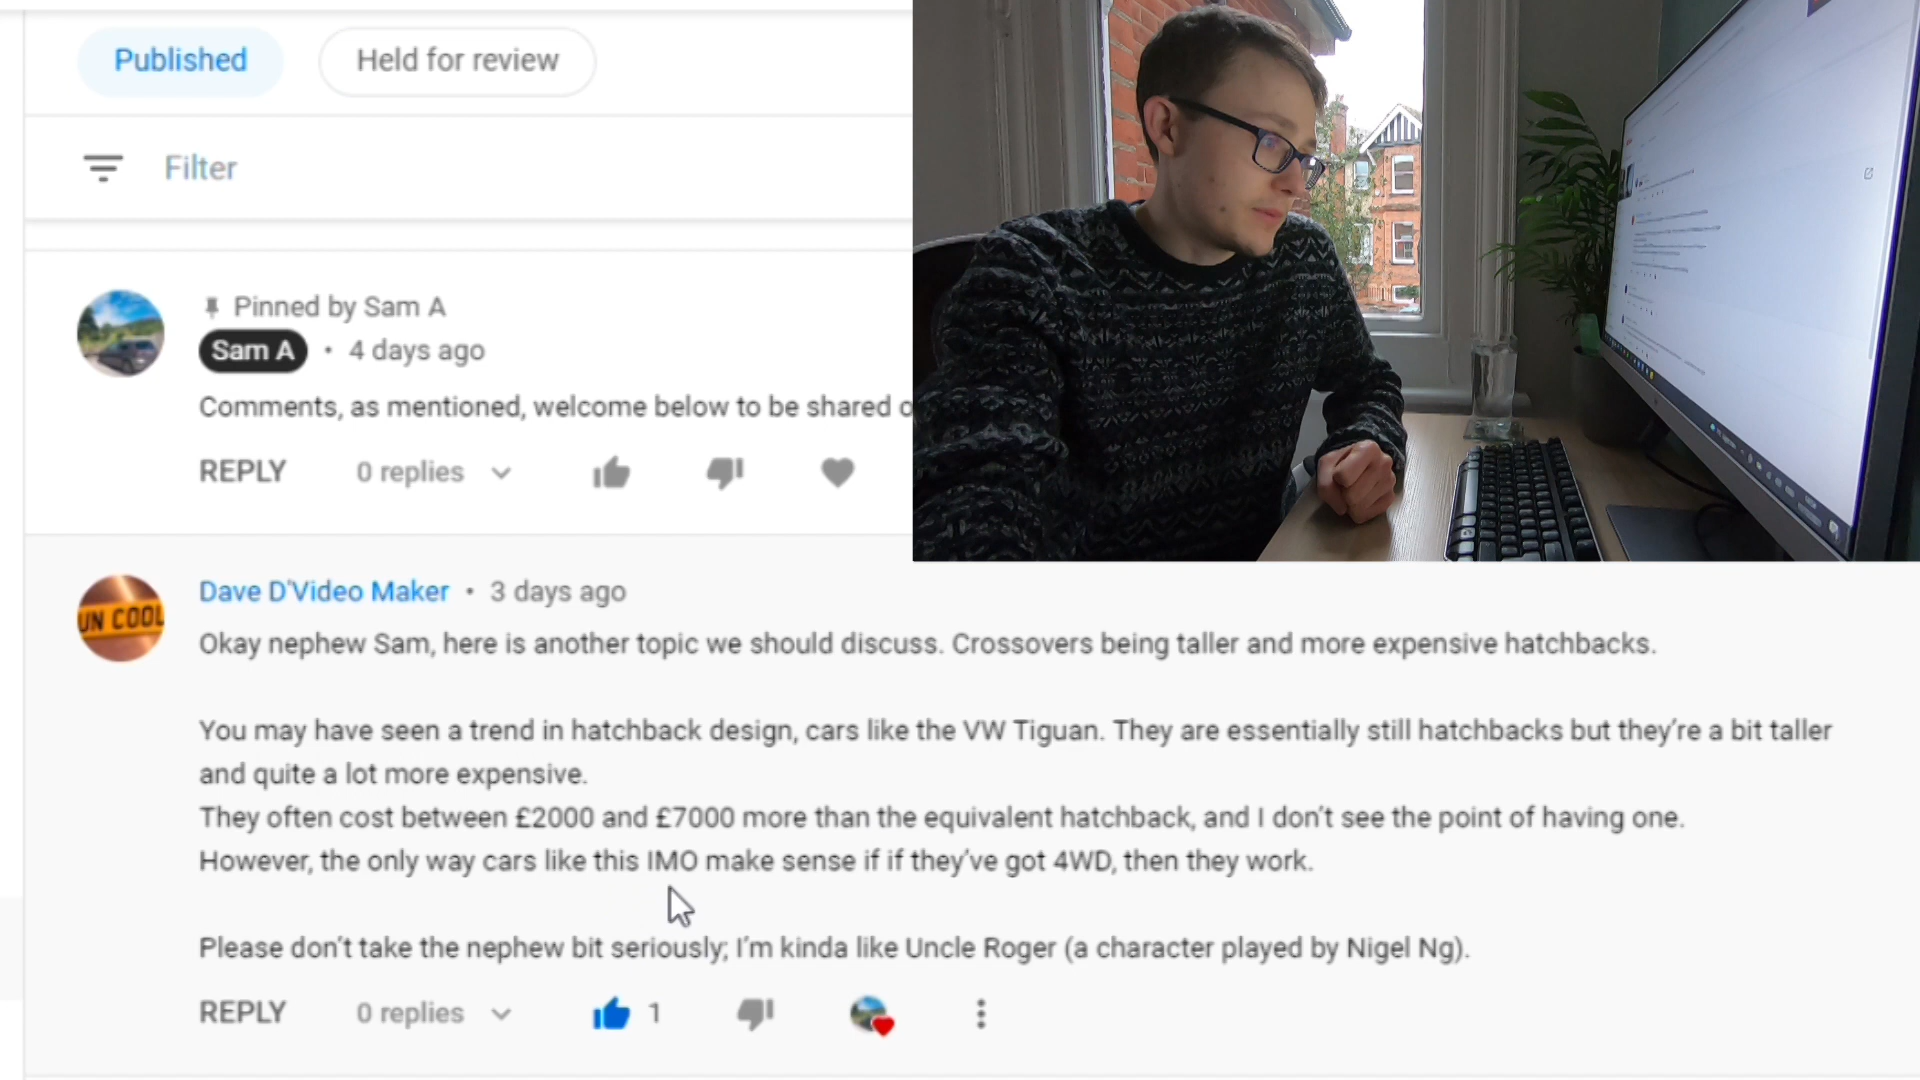 Published
Held for review
Filter
Pinned by Sam A
Sam A • 4 days ago
Comments, as mentioned, welcome below to be shared
REPLY 0 replies
UN COOL
Dave D'Video Maker • 3 days ago
Okay nephew Sam, here is another topic we should discuss. Crossovers being taller and more expensive hatchbacks.
You may have seen a trend in hatchback design, cars like the VW Tiguan. They are essentially still hatchbacks but they're a bit taller
and quite a lot more expensive.
They often cost between £2000 and £7000 more than the equivalent hatchback, and I don't see the point of having one.
However, the only way cars like this IMO make sense if if they've got 4WD, then they work.
Please don't take the nephew bit seriously; I'm kinda like Uncle Roger (a character played by Nigel Ng).
REPLY 0 replies 1